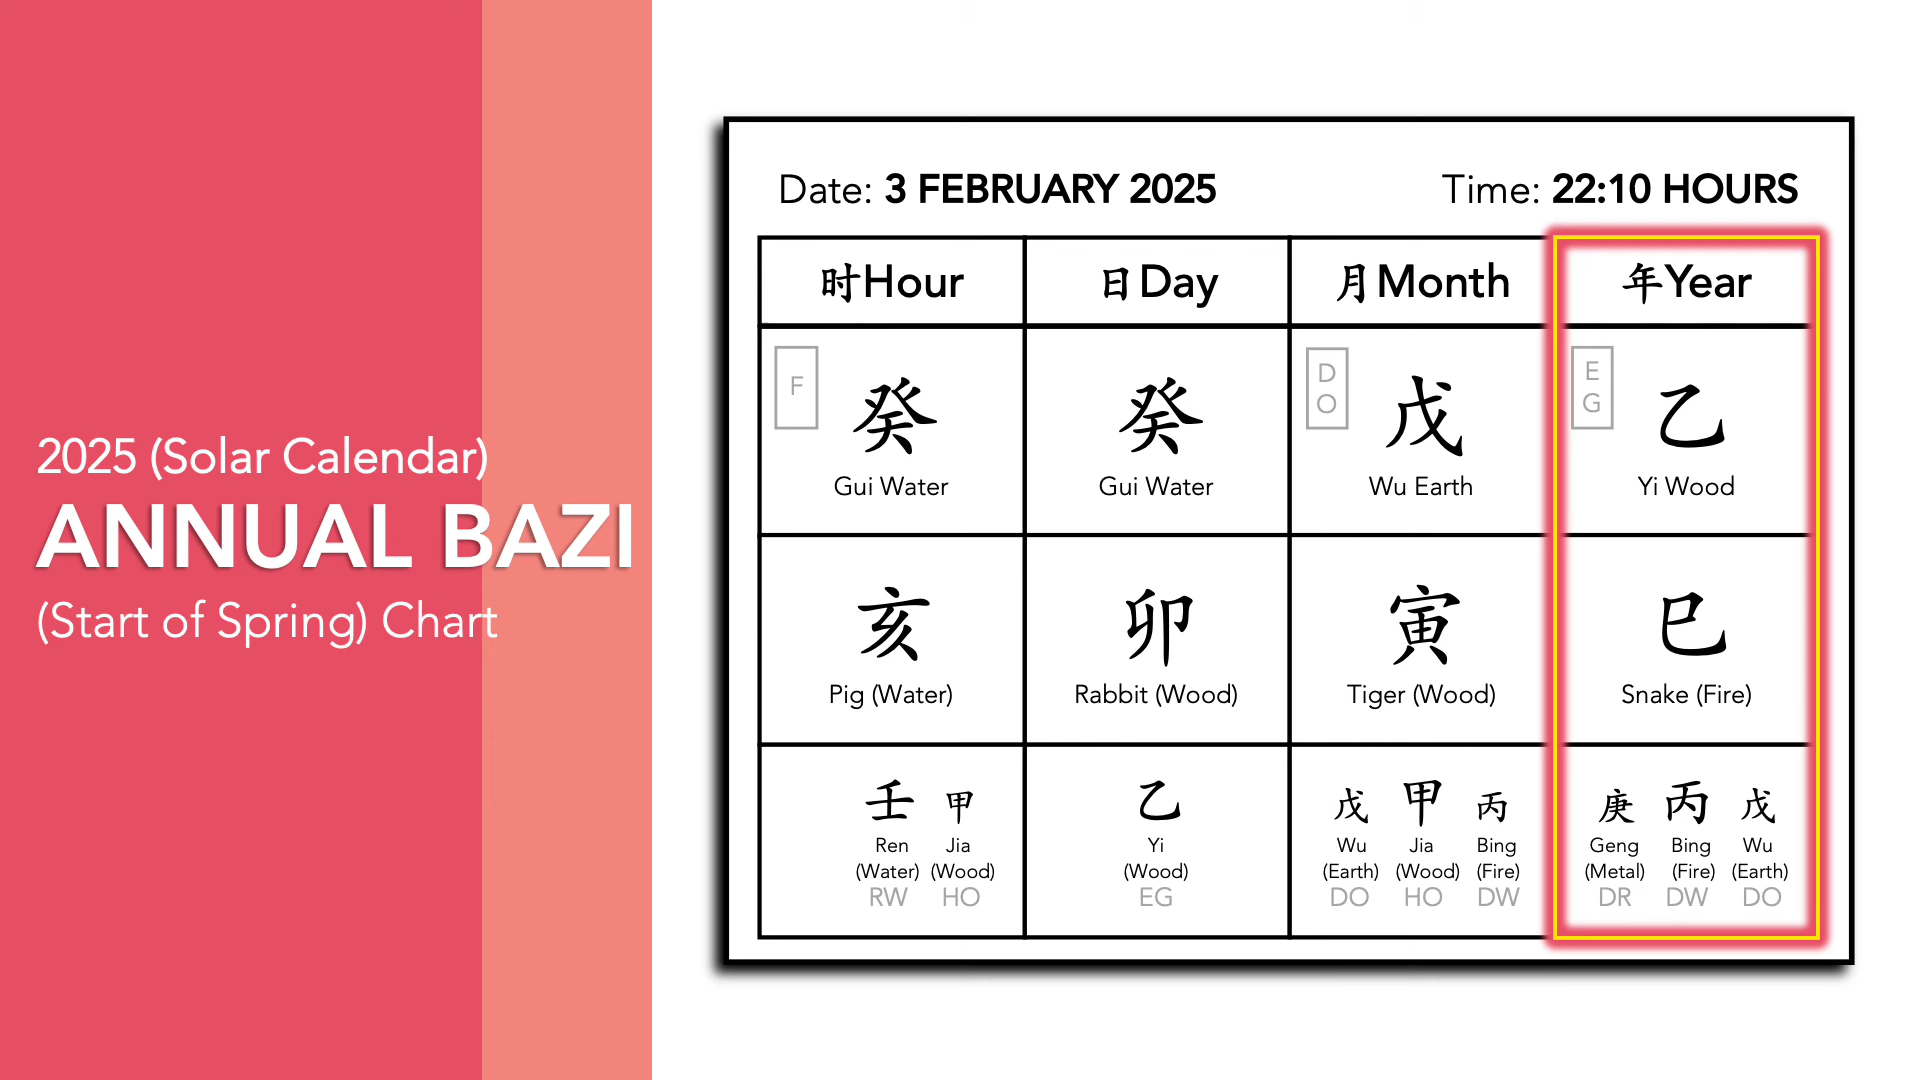 2025 (Solar Calendar)
ANNUAL BAZI
(Start of Spring) Chart
Date: 3 FEBRUARY 2025 Time: 22:10 HOURS
时Hour 日Day 月Month 年Year
F 癸 癸 D O 戊 E G 乙
Gui Water Gui Water Wu Earth Yi Wood
亥 卯 寅 巳
Pig (Water) Rabbit (Wood) Tiger (Wood) Snake (Fire)
壬 甲 乙 戊 甲 丙 庚 丙 戊
Ren Jia Yi Wu Jia Bing Geng Bing Wu
(Water) (Wood) (Wood) (Earth) (Wood) (Fire) (Metal) (Fire) (Earth)
RW HO EG DO HO DW DR DW DO